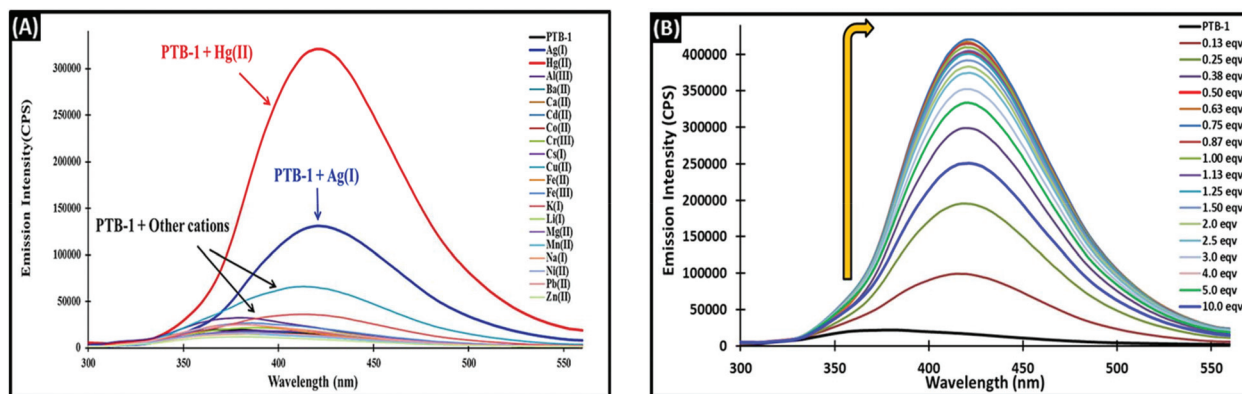 (A)
Emission Intensity(CPS)
300000
250000
200000
150000
100000
50000
0
300
350
400
450
500
550
Wavelength (nm)
PTB-1 + Hg(II)
PTB-1 + Ag(I)
PTB-1 + Other cations
PTB-1
Ag(I)
Hg(II)
Al(III)
Ba(II)
Ca(II)
Cd(II)
Co(II)
Cr(III)
Cs(I)
Cu(II)
Fe(II)
Fe(III)
K(I)
Li(I)
Mg(II)
Mn(II)
Na(I)
Ni(II)
Pb(II)
Zn(II)
(B)
Emission Intensity (CPS)
400000
350000
300000
250000
200000
150000
100000
50000
0
300
350
400
450
500
550
Wavelength (nm)
PTB-1
0.13 eqv
0.25 eqv
0.38 eqv
0.50 eqv
0.63 eqv
0.75 eqv
0.87 eqv
1.00 eqv
1.13 eqv
1.25 eqv
1.50 eqv
2.0 eqv
2.5 eqv
3.0 eqv
4.0 eqv
5.0 eqv
10.0 eqv